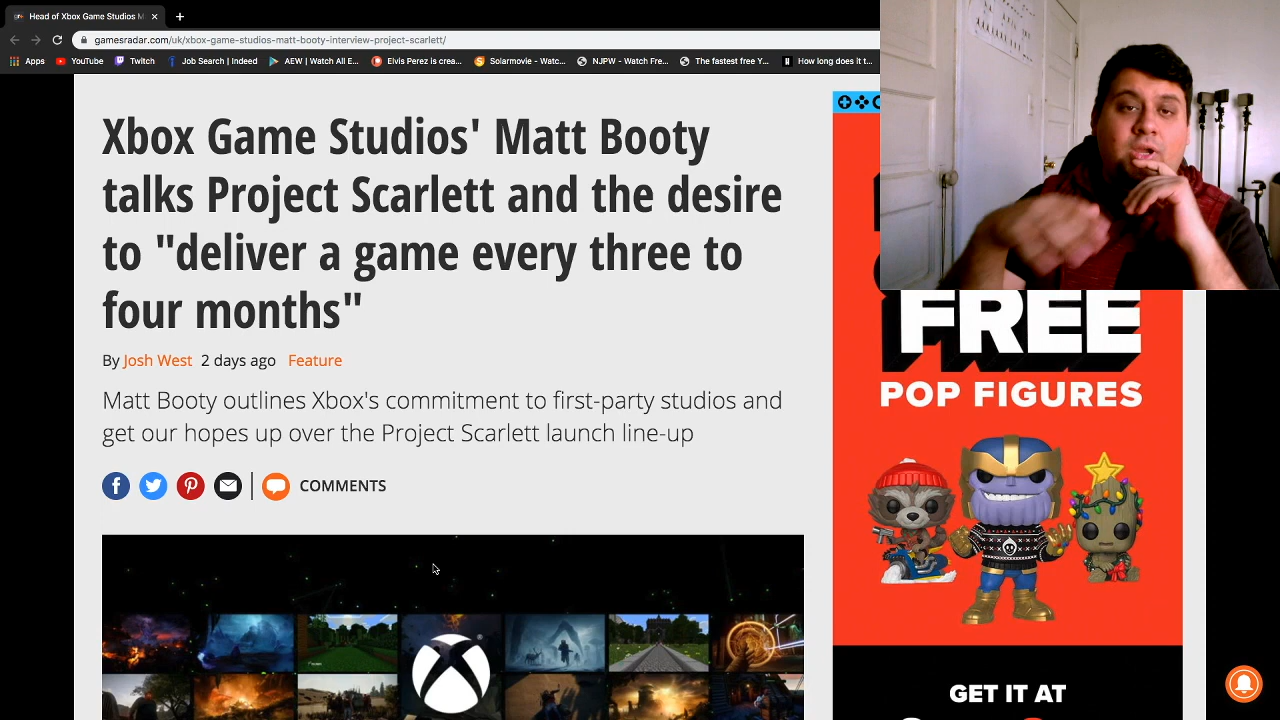 Head of Xbox Game Studios M
gamesradar.com/uk/xbox-game-studios-matt-booty-interview-project-scarlett/
Apps YouTube Twitch Job Search | Indeed AEW | Watch All E... Elvis Perez is crea... Solarmovie - Watc... NJPW - Watch Fre... The fastest free Y... How long does it t...
Xbox Game Studios' Matt Booty
talks Project Scarlett and the desire
to "deliver a game every three to
four months"
By Josh West 2 days ago Feature
Matt Booty outlines Xbox's commitment to first-party studios and
get our hopes up over the Project Scarlett launch line-up
COMMENTS
FREE
POP FIGURES
GET IT AT